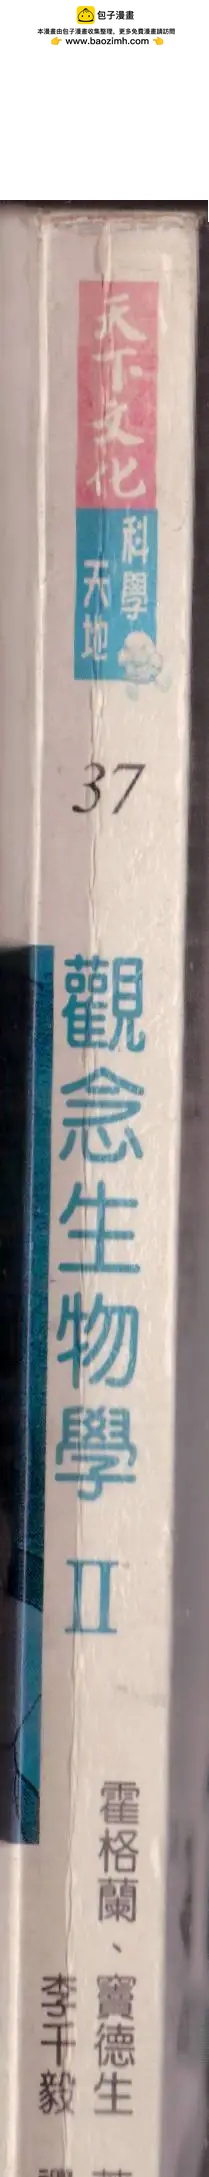 包子漫畫
本漫畫由包子漫畫收集整理，更多免費漫畫請訪問
👉 www.baozimh.com 👈
天下文化
科學
天地
37
觀念生物學 II
霍格蘭、竇德生
李千毅